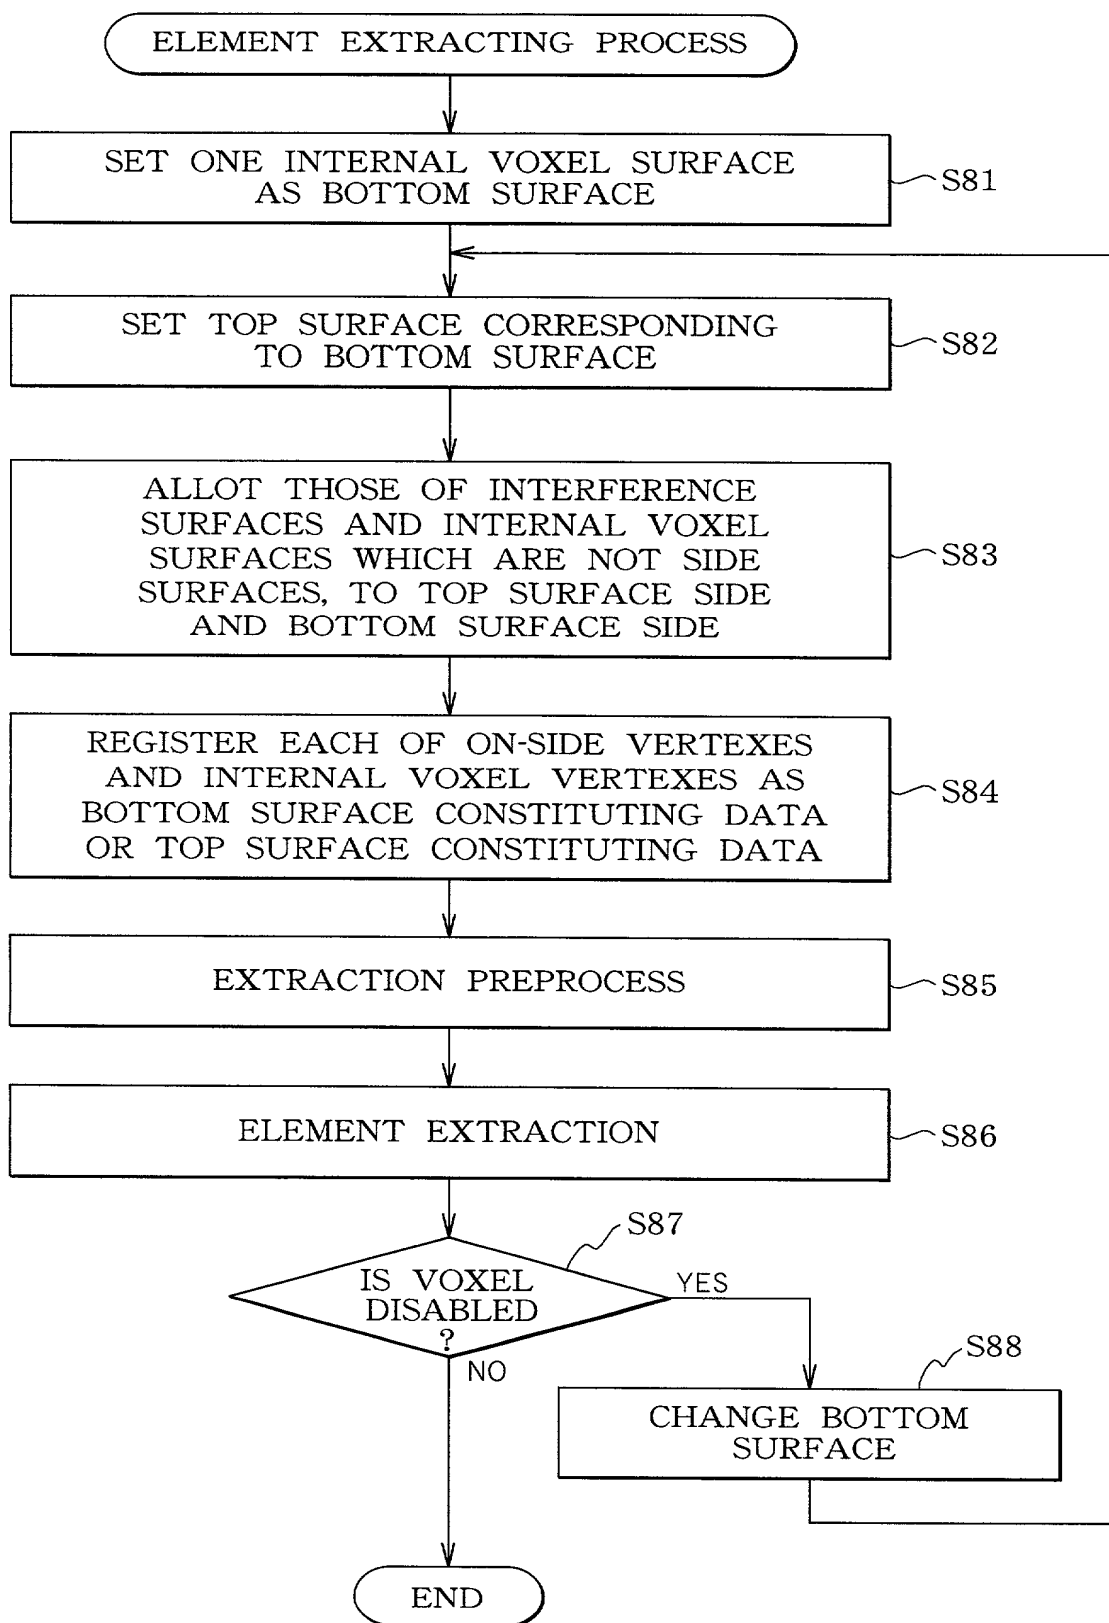 ELEMENT EXTRACTING PROCESS
SET ONE INTERNAL VOXEL SURFACE
AS BOTTOM SURFACE
S81
SET TOP SURFACE CORRESPONDING
TO BOTTOM SURFACE
S82
ALLOT THOSE OF INTERFERENCE
SURFACES AND INTERNAL VOXEL
SURFACES WHICH ARE NOT SIDE
SURFACES, TO TOP SURFACE SIDE
AND BOTTOM SURFACE SIDE
S83
REGISTER EACH OF ON-SIDE VERTEXES
AND INTERNAL VOXEL VERTEXES AS
BOTTOM SURFACE CONSTITUTING DATA
OR TOP SURFACE CONSTITUTING DATA
S84
EXTRACTION PREPROCESS
S85
ELEMENT EXTRACTION
S86
S87
IS VOXEL
DISABLED
?
YES
NO
S88
CHANGE BOTTOM
SURFACE
END